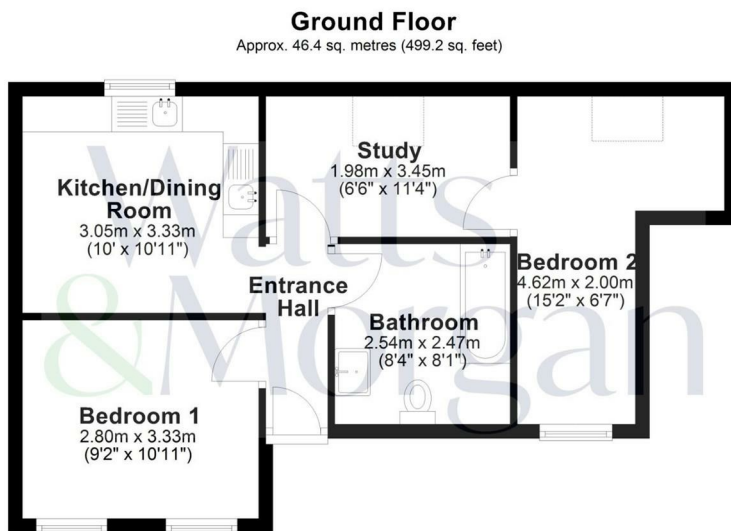 Ground Floor
Approx. 46.4 sq. metres (499.2 sq. feet)
Kitchen/Dining
Room
3.05m x 3.33m
(10' x 10'11")
Study
1.98m x 3.45m
(6'6" x 11'4")
Bedroom 2
4.62m x 2.00m
(15'2" x 6'7")
Entrance
Hall
Bathroom
2.54m x 2.47m
(8'4" x 8'1")
Bedroom 1
2.80m x 3.33m
(9'2" x 10'11")
Watts
&Morgan